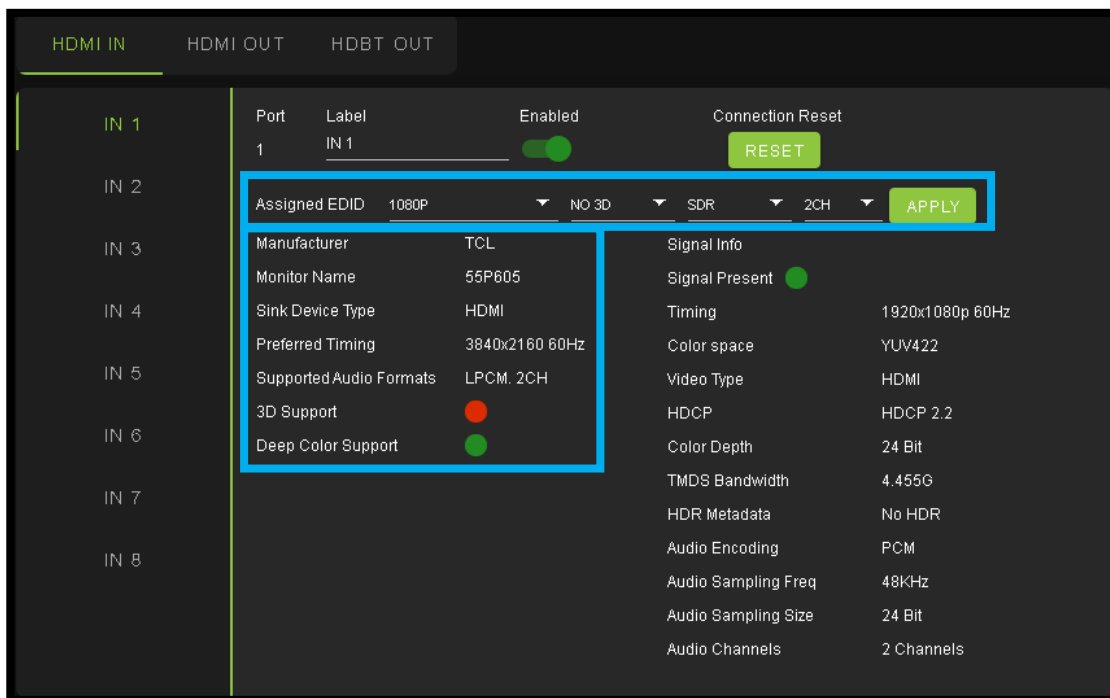 HDMI IN HDMI OUT HDBT OUT
IN 1
IN 2
IN 3
IN 4
IN 5
IN 6
IN 7
IN 8
Port Label Enabled Connection Reset
1 IN 1 RESET
Assigned EDID 1080P NO 3D SDR 2CH APPLY
Manufacturer TCL
Monitor Name 55P605
Sink Device Type HDMI
Preferred Timing 3840x2160 60Hz
Supported Audio Formats LPCM. 2CH
3D Support
Deep Color Support
Signal Info
Signal Present
Timing 1920x1080p 60Hz
Color space YUV422
Video Type HDMI
HDCP HDCP 2.2
Color Depth 24 Bit
TMDS Bandwidth 4.455G
HDR Metadata No HDR
Audio Encoding PCM
Audio Sampling Freq 48KHz
Audio Sampling Size 24 Bit
Audio Channels 2 Channels